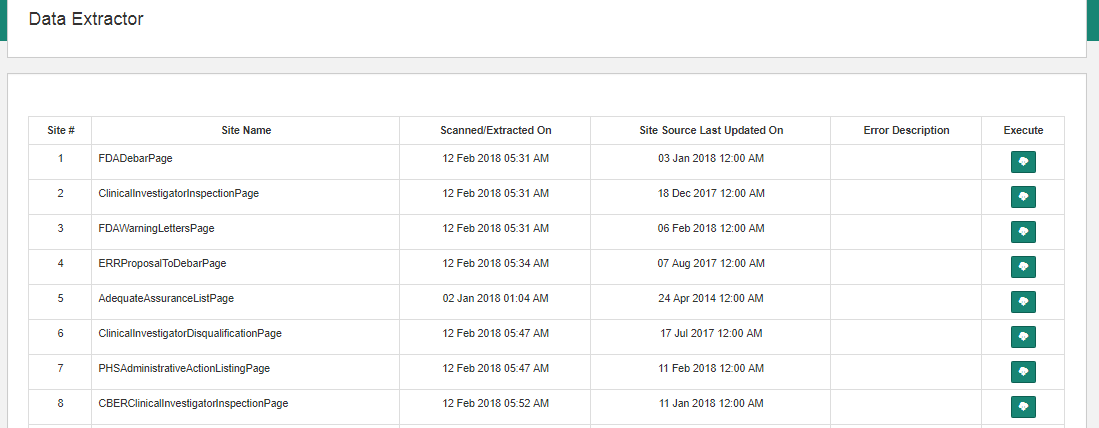 Data Extractor
Site # Site Name Scanned/Extracted On Site Source Last Updated On Error Description Execute
1 FDADebarPage 12 Feb 2018 05:31 AM 03 Jan 2018 12:00 AM
2 ClinicalInvestigatorInspectionPage 12 Feb 2018 05:31 AM 18 Dec 2017 12:00 AM
3 FDAWarningLettersPage 12 Feb 2018 05:31 AM 06 Feb 2018 12:00 AM
4 ERRProposalToDebarPage 12 Feb 2018 05:34 AM 07 Aug 2017 12:00 AM
5 AdequateAssuranceListPage 02 Jan 2018 01:04 AM 24 Apr 2014 12:00 AM
6 ClinicalInvestigatorDisqualificationPage 12 Feb 2018 05:47 AM 17 Jul 2017 12:00 AM
7 PHSAdministrativeActionListingPage 12 Feb 2018 05:47 AM 11 Feb 2018 12:00 AM
8 CBERClinicalInvestigatorInspectionPage 12 Feb 2018 05:52 AM 11 Jan 2018 12:00 AM